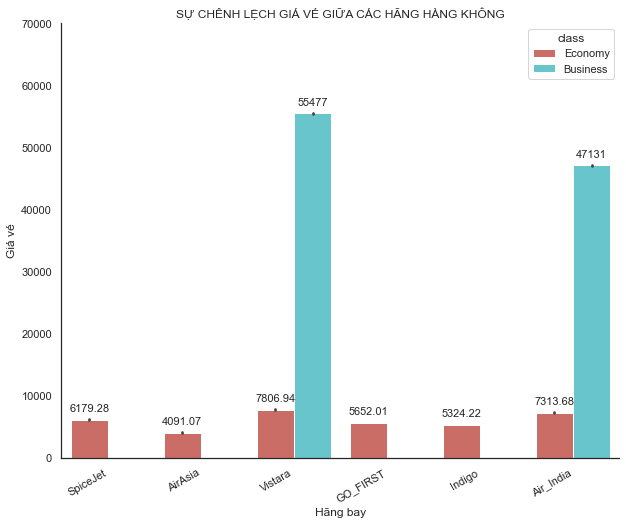 SỰ CHÊNH LỆCH GIÁ VÉ GIỮA CÁC HÃNG HÀNG KHÔNG
class
Economy
Business
Giá vé
70000
60000
50000
40000
30000
20000
10000
0
6179.28
4091.07
7806.94
55477
5652.01
5324.22
7313.68
47131
SpiceJet
AirAsia
Vistara
GO_FIRST
Indigo
Air_India
Hãng bay